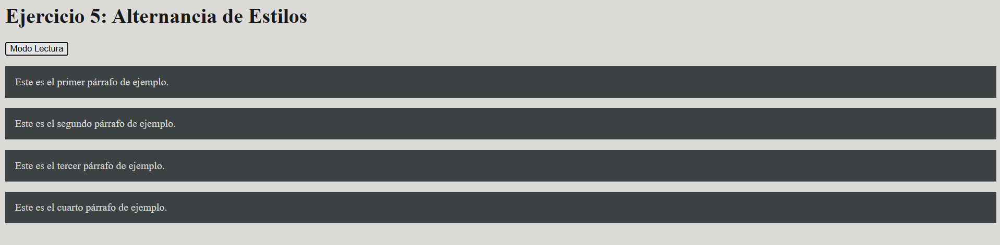 Ejercicio 5: Alternancia de Estilos
Modo Lectura
Este es el primer párrafo de ejemplo.
Este es el segundo párrafo de ejemplo.
Este es el tercer párrafo de ejemplo.
Este es el cuarto párrafo de ejemplo.